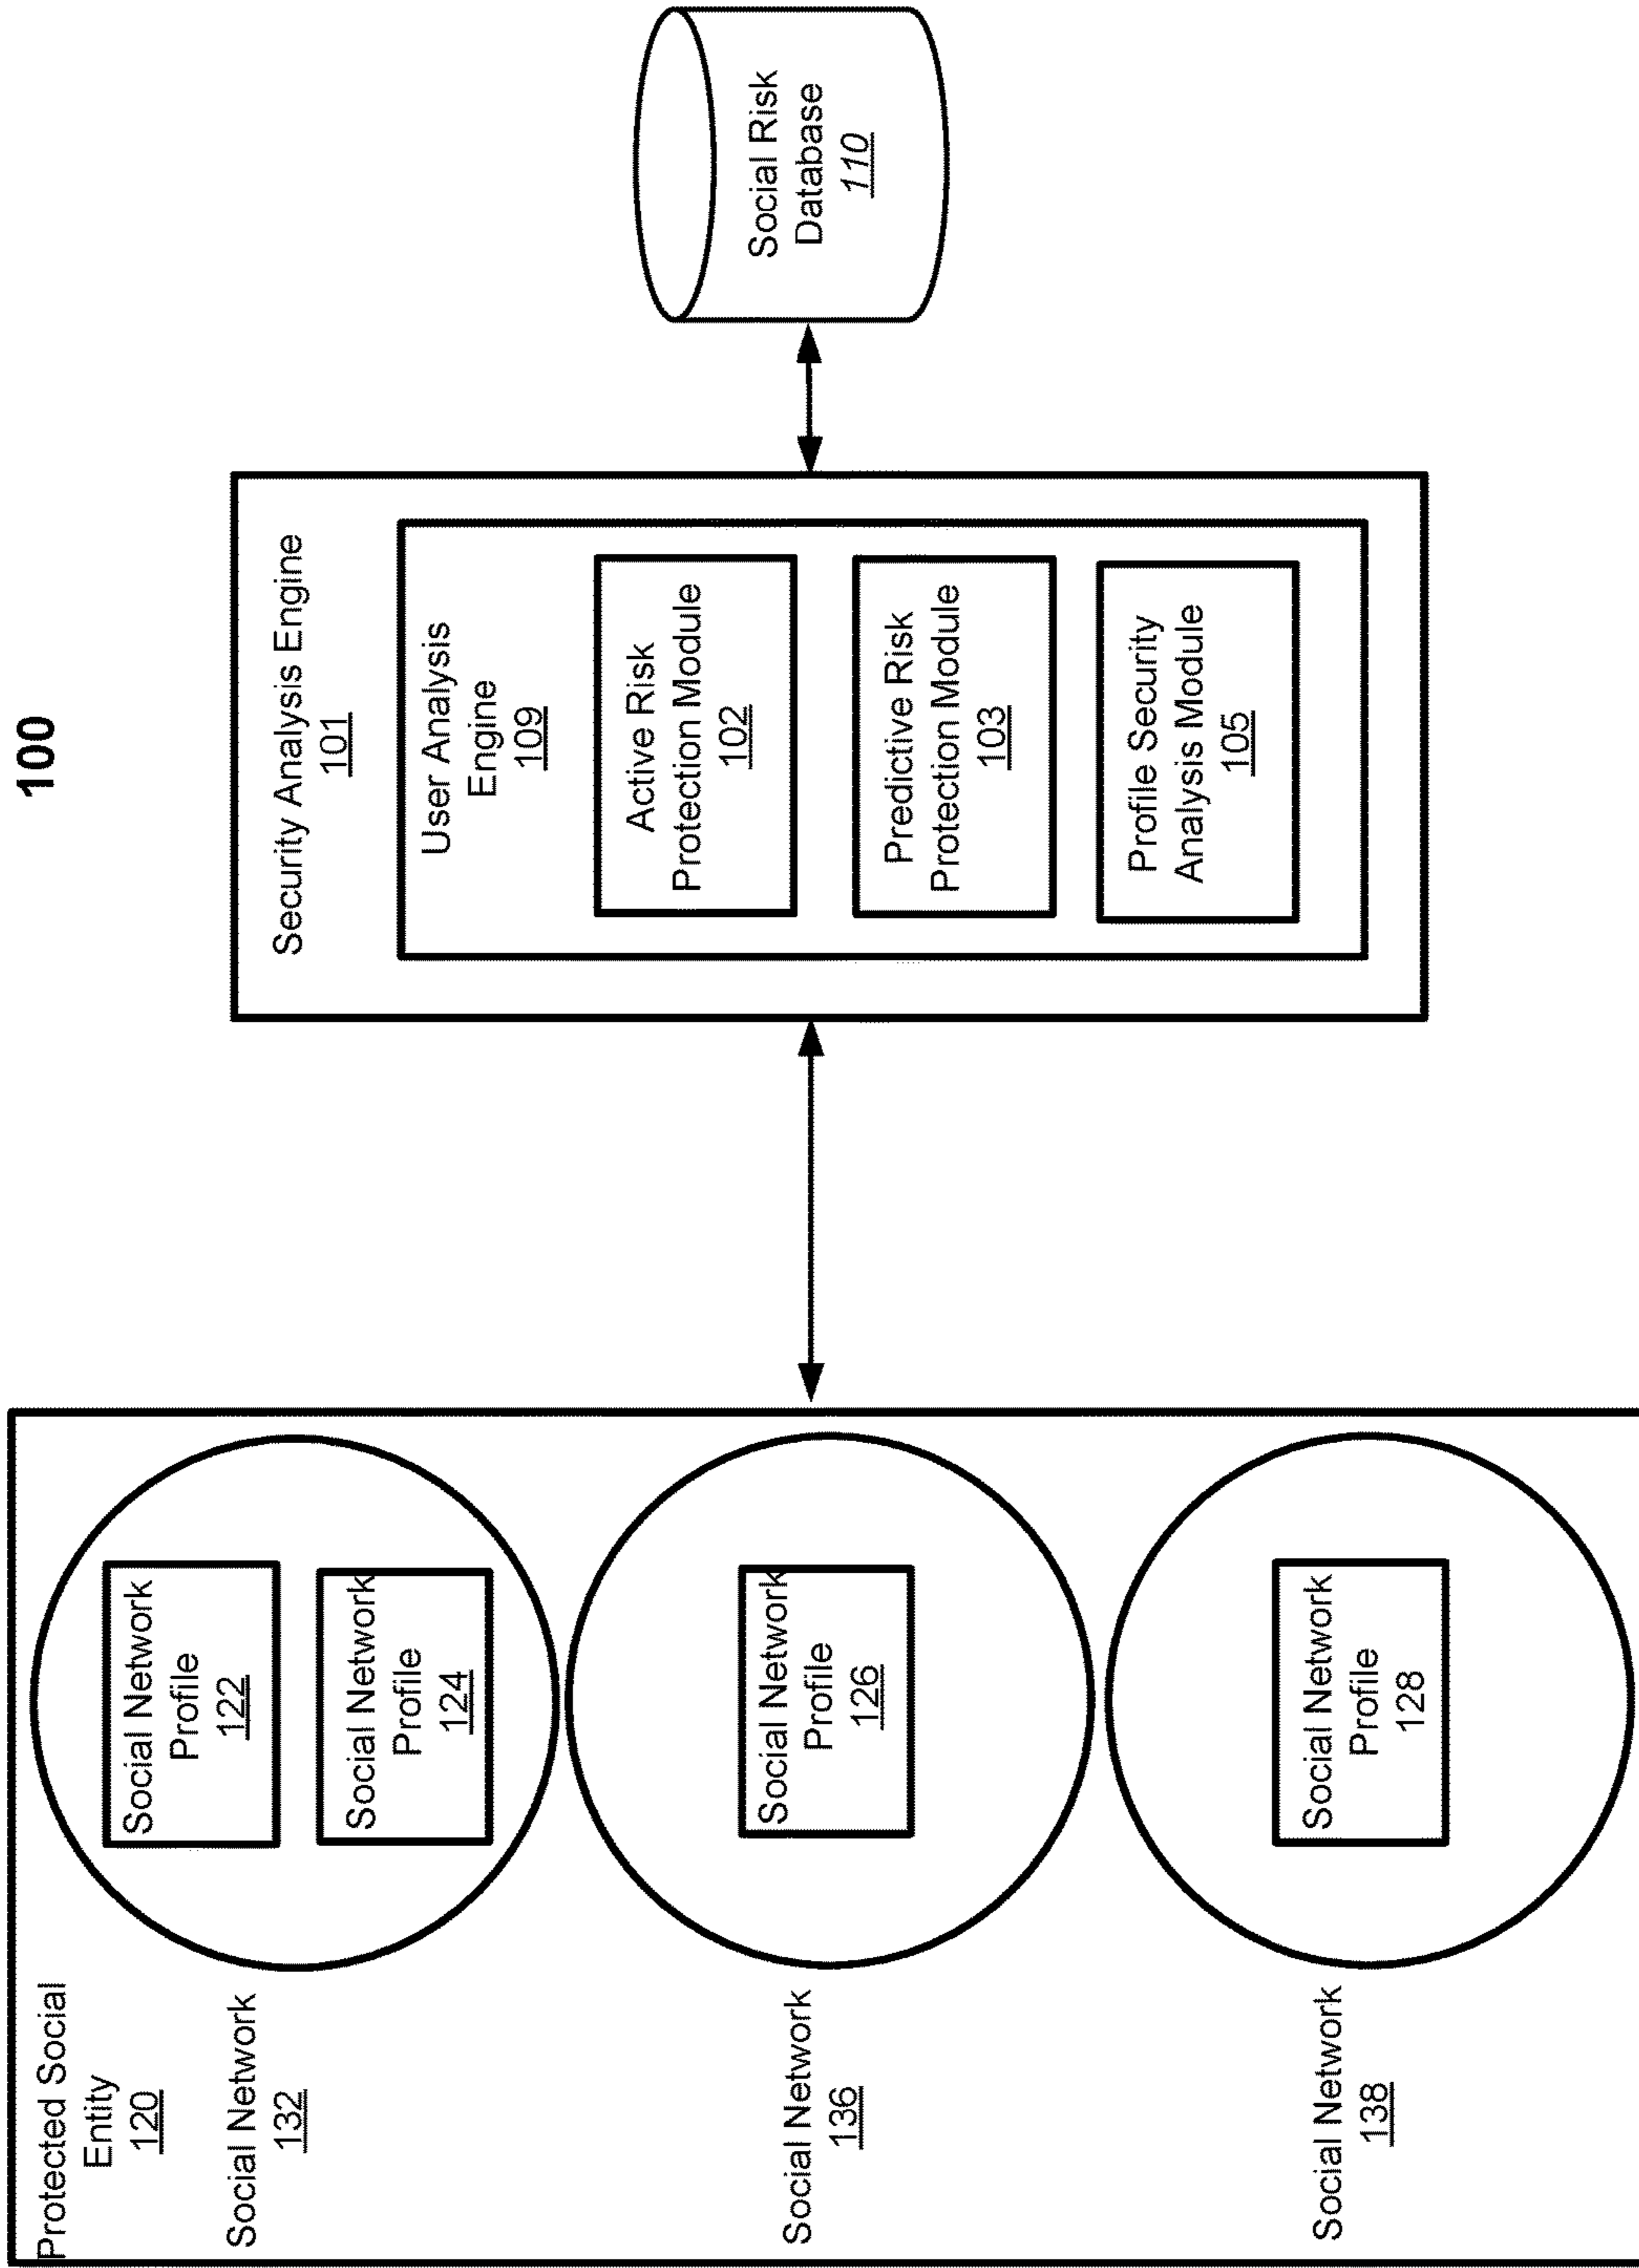 100
Protected Social
Entity
120
Social Network
132
Social Network
Profile
122
Social Network
Profile
124
Social Network
136
Social Network
Profile
126
Social Network
138
Social Network
Profile
128
Security Analysis Engine
101
User Analysis
Engine
109
Active Risk
Protection Module
102
Predictive Risk
Protection Module
103
Profile Security
Analysis Module
105
Social Risk
Database
110